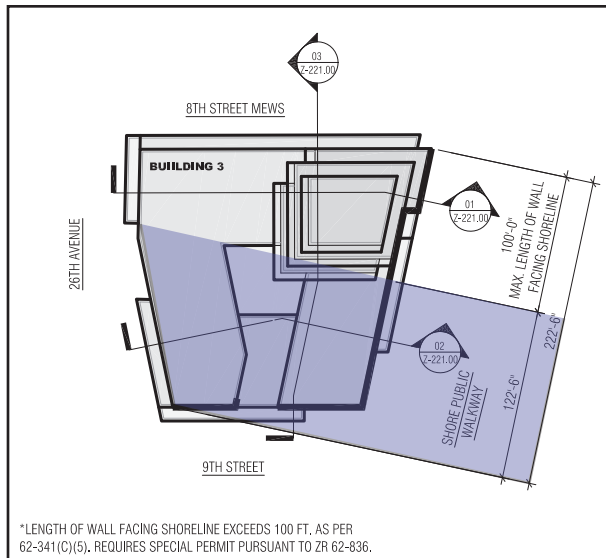 03
Z-221.00
8TH STREET MEWS
BUIILDING 3
01
Z-221.00
100'-0"
MAX. LENGTH OF WALL
FACING SHORELINE
26TH AVENUE
222'-6"
02
Z-221.00
122'-6"
SHORE PUBLIC
WALKWAY
9TH STREET
*LENGTH OF WALL FACING SHORELINE EXCEEDS 100 FT. AS PER
62-341(C)(5). REQUIRES SPECIAL PERMIT PURSUANT TO ZR 62-836.